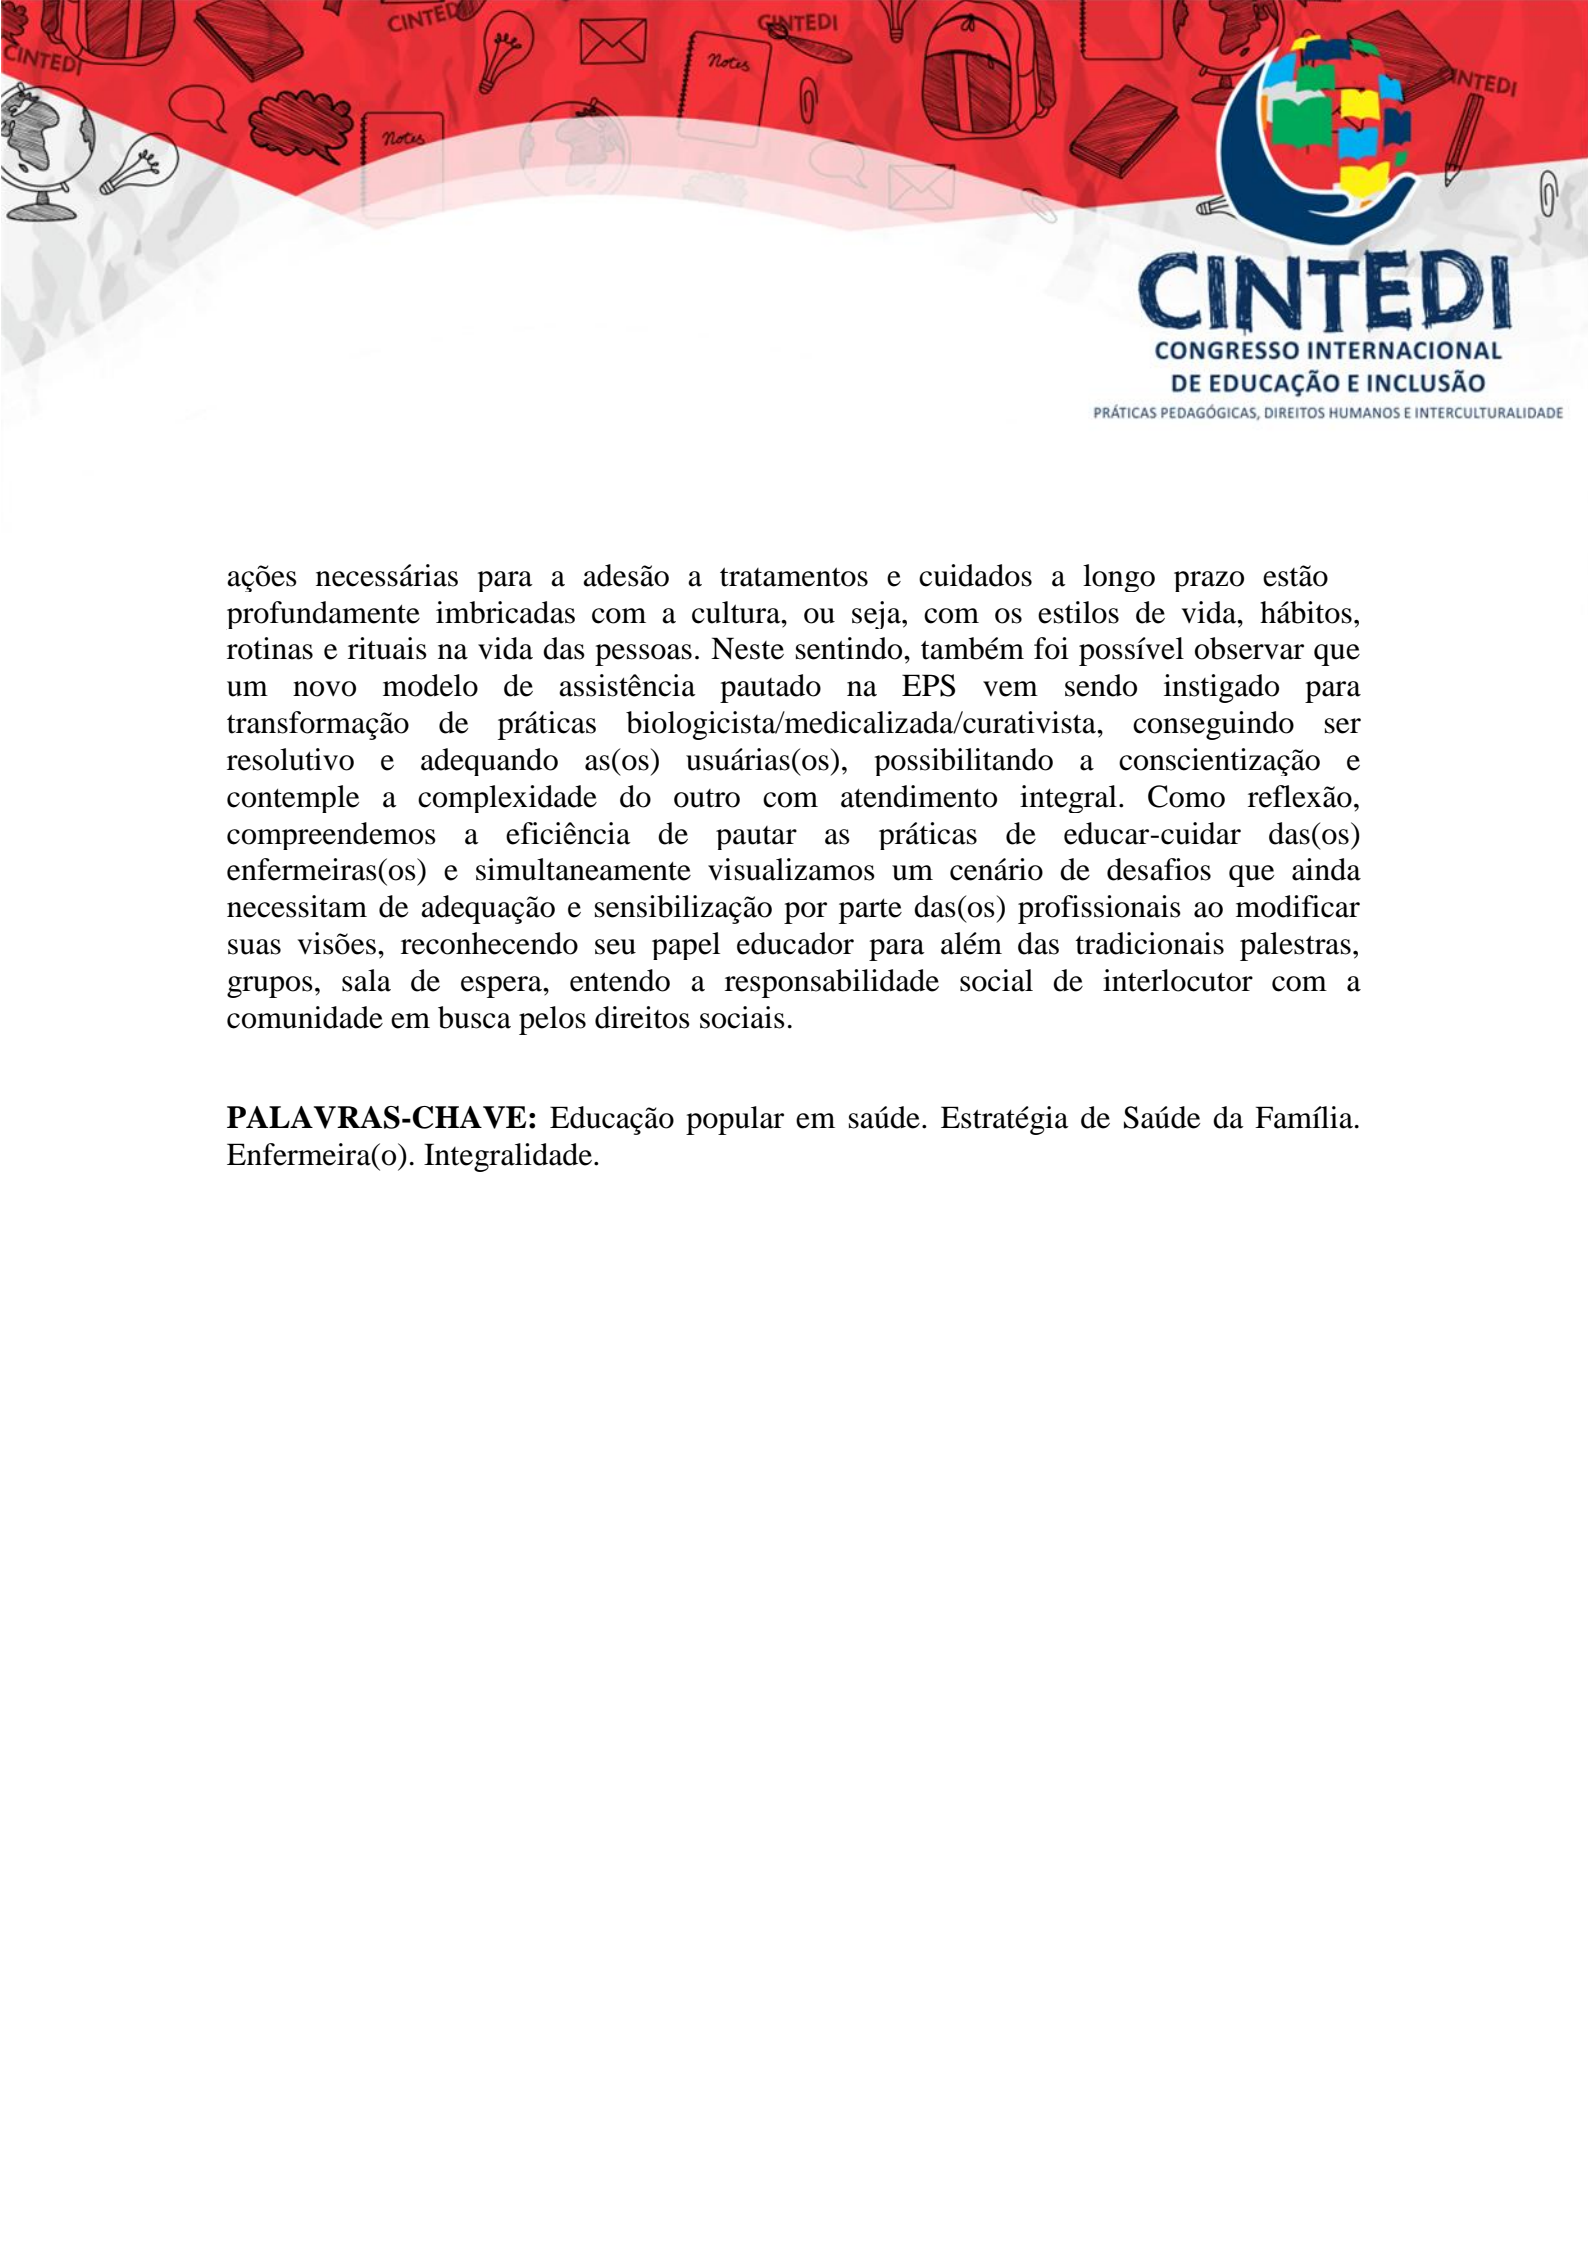 CINTEDI
CINTED
CINTEDI
INTEDI
Notes
Notes
CINTEDI
CONGRESSO INTERNACIONAL
DE EDUCAÇÃO E INCLUSÃO
PRÁTICAS PEDAGÓGICAS, DIREITOS HUMANOS E INTERCULTURALIDADE
ações necessárias para a adesão a tratamentos e cuidados a longo prazo estão
profundamente imbricadas com a cultura, ou seja, com os estilos de vida, hábitos,
rotinas e rituais na vida das pessoas. Neste sentindo, também foi possível observar que
um novo modelo de assistência pautado na EPS vem sendo instigado para
transformação de práticas biologicista/medicalizada/curativista, conseguindo ser
resolutivo e adequando as(os) usuárias(os), possibilitando a conscientização e
contemple a complexidade do outro com atendimento integral. Como reflexão,
compreendemos a eficiência de pautar as práticas de educar-cuidar das(os)
enfermeiras(os) e simultaneamente visualizamos um cenário de desafios que ainda
necessitam de adequação e sensibilização por parte das(os) profissionais ao modificar
suas visões, reconhecendo seu papel educador para além das tradicionais palestras,
grupos, sala de espera, entendo a responsabilidade social de interlocutor com a
comunidade em busca pelos direitos sociais.
PALAVRAS-CHAVE: Educação popular em saúde. Estratégia de Saúde da Família.
Enfermeira(o). Integralidade.